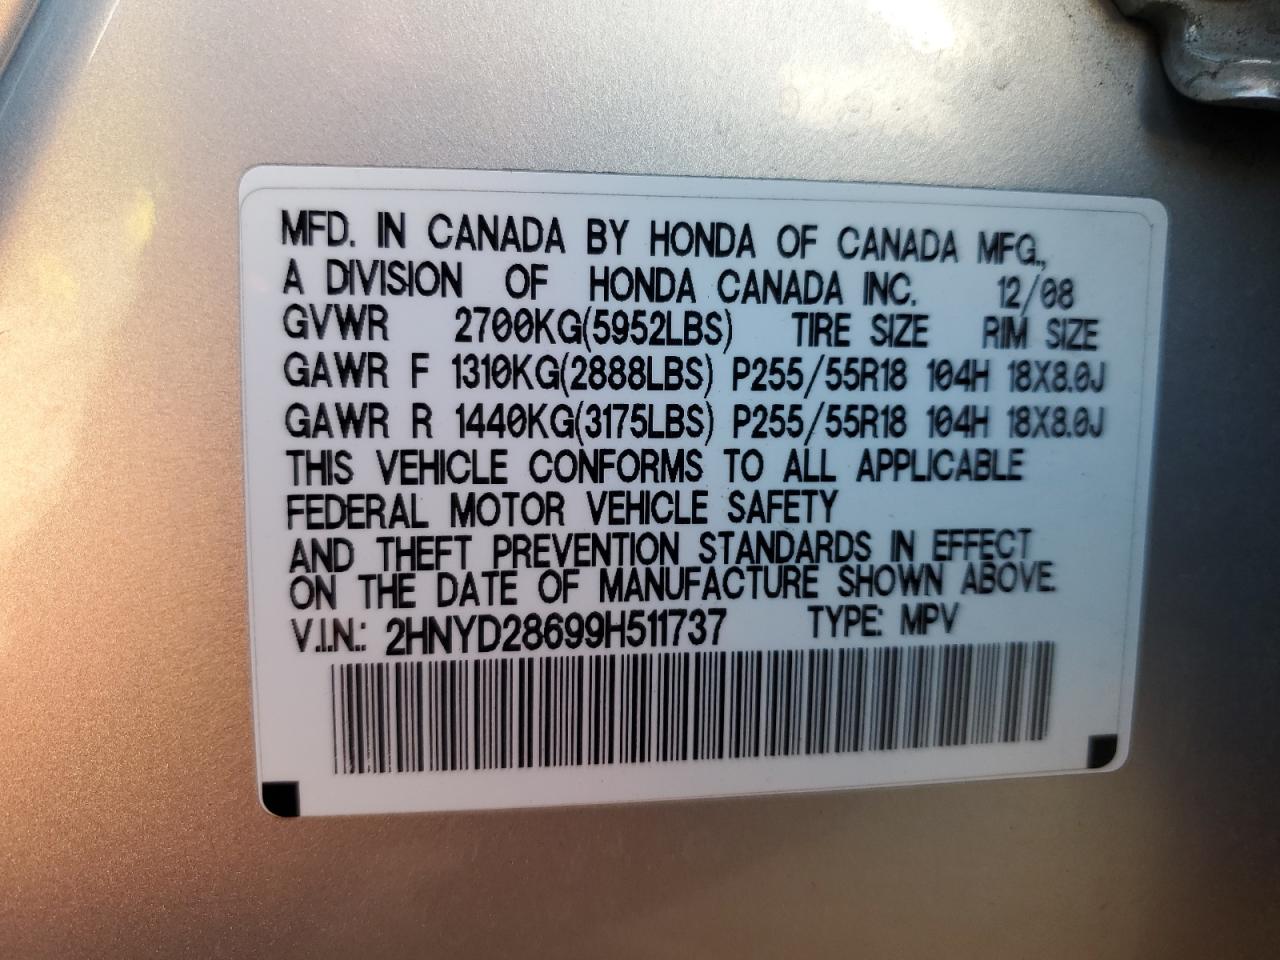 MFD. IN CANADA BY HONDA OF CANADA MFG.,
A DIVISION OF HONDA CANADA INC. 12/08
GVWR 2700KG(5952LBS) TIRE SIZE RIM SIZE
GAWR F 1310KG(2888LBS) P255/55R18 104H 18X8.0J
GAWR R 1440KG(3175LBS) P255/55R18 104H 18X8.0J
THIS VEHICLE CONFORMS TO ALL APPLICABLE
FEDERAL MOTOR VEHICLE SAFETY
AND THEFT PREVENTION STANDARDS IN EFFECT
ON THE DATE OF MANUFACTURE SHOWN ABOVE.
V.I.N.: 2HNYD28699H511737 TYPE: MPV